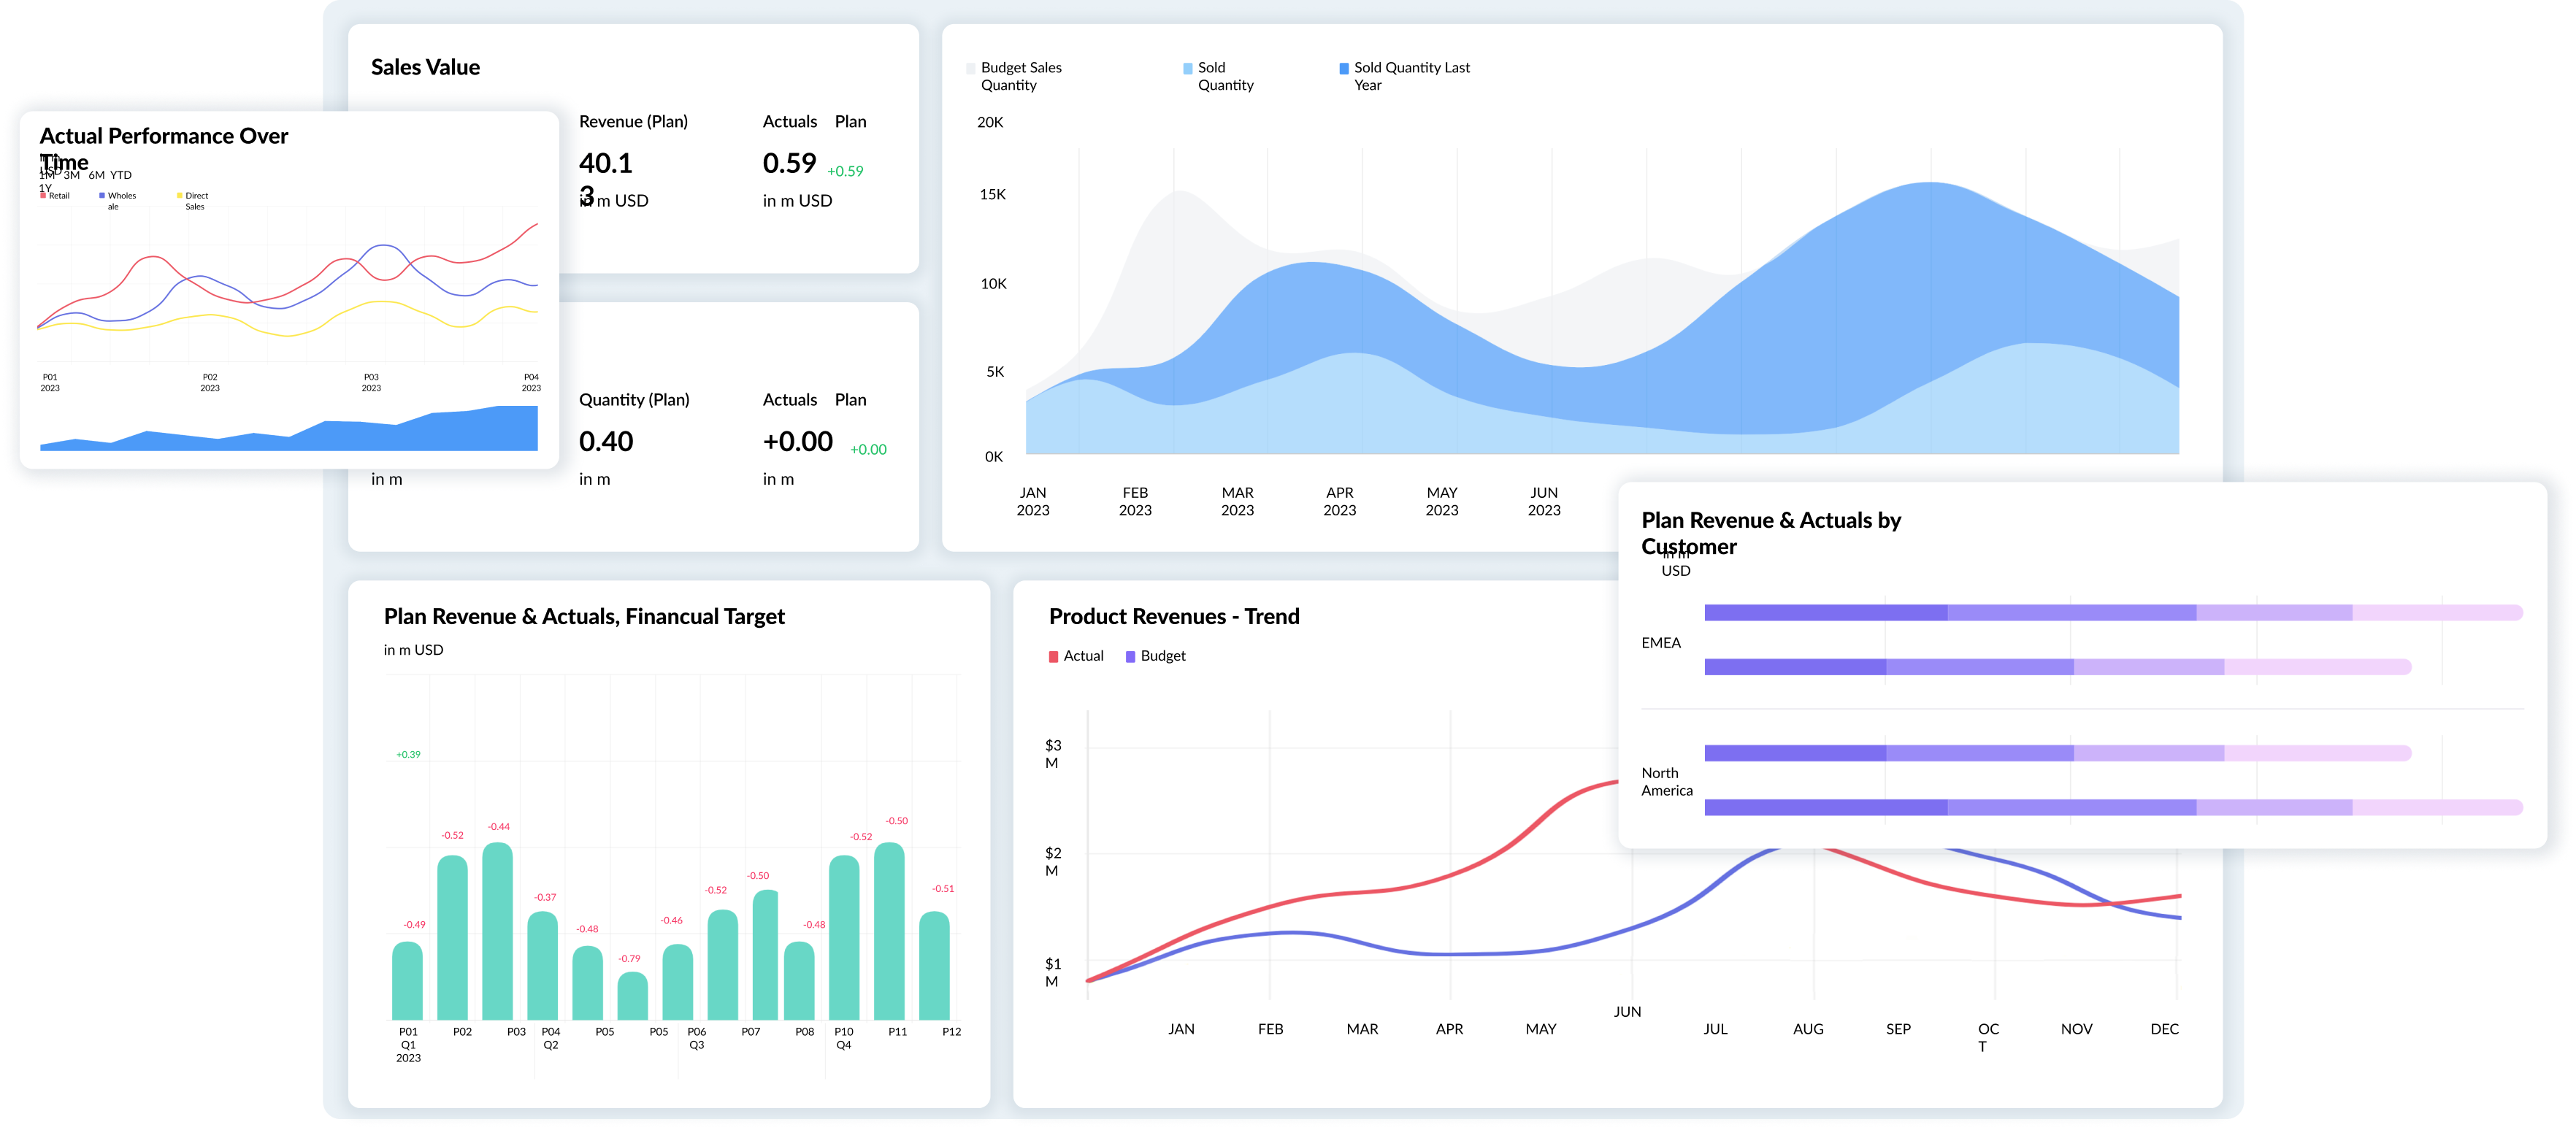 Sales Value
Revenue (Plan)
Actuals Plan
40.1
3
0.59 +0.59
in m USD
in m USD
Actual Performance Over
Time
USD
1M 3M 6M YTD
1Y
Retail
Wholes
ale
Direct
Sales
P01
2023
P02
2023
P03
2023
P04
2023
Quantity (Plan)
Actuals Plan
0.40
+0.00 +0.00
in m
in m
in m
Budget Sales
Quantity
Sold
Quantity
Sold Quantity Last
Year
20K
15K
10K
5K
0K
JAN
2023
FEB
2023
MAR
2023
APR
2023
MAY
2023
JUN
2023
Plan Revenue & Actuals by
Customer
in m
USD
EMEA
North
America
Plan Revenue & Actuals, Financual Target
in m USD
+0.39
-0.49
-0.52
-0.44
-0.37
-0.48
-0.79
-0.46
-0.52
-0.50
-0.48
-0.52
-0.50
-0.51
P01
Q1
2023
P02
P03
P04
Q2
P05
P05
P06
Q3
P07
P08
P10
Q4
P11
P12
Product Revenues - Trend
Actual
Budget
$3
M
$2
M
$1
M
JAN
FEB
MAR
APR
MAY
JUN
JUL
AUG
SEP
OC
T
NOV
DEC